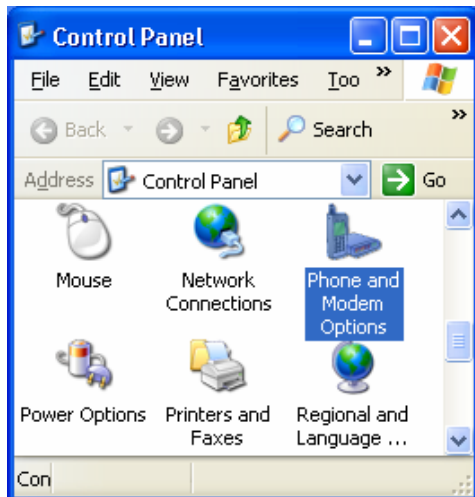 Control Panel
File Edit View Favorites Too »
Back Search »
Address Control Panel Go
Mouse Network Connections Phone and Modem Options
Power Options Printers and Faxes Regional and Language ...
Con